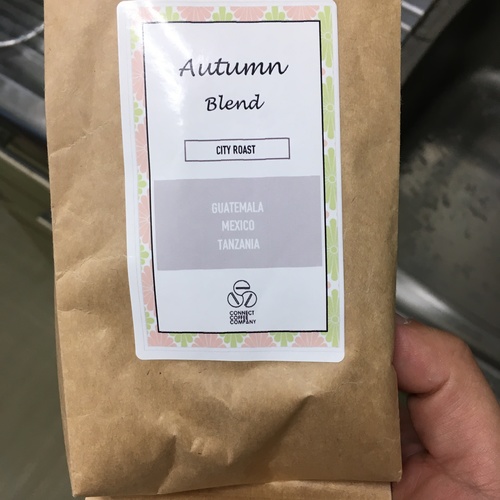 Autumn
Blend
CITY ROAST
GUATEMALA
MEXICO
TANZANIA
CONNECT
COFFEE
COMPANY